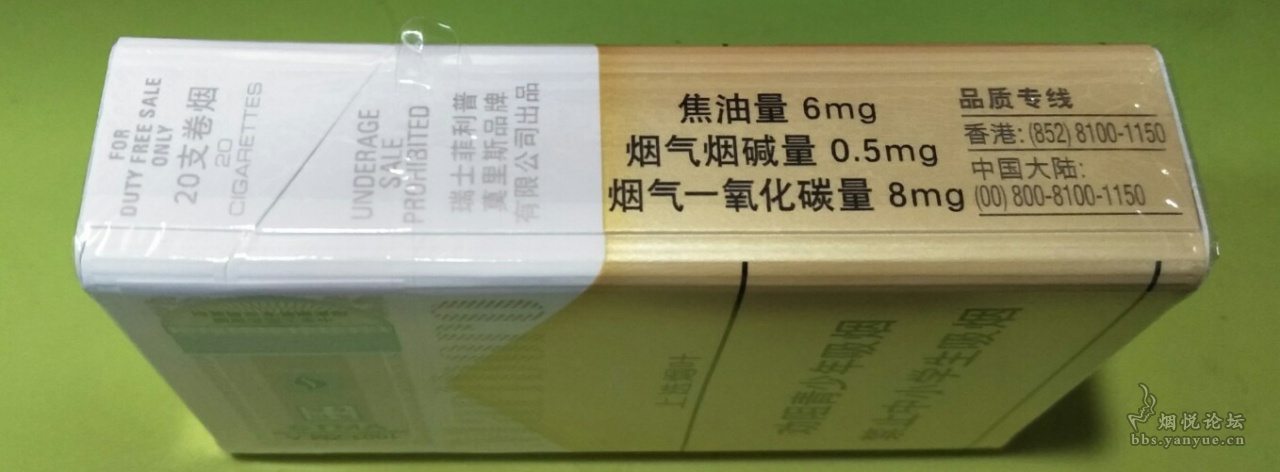 FOR
DUTY FREE SALE
ONLY
20支卷烟
20
CIGARETTES
UNDERAGE
SALE
PROHIBITED
瑞士菲利普
莫里斯品牌
有限公司出品
焦油量 6mg
烟气烟碱量 0.5mg
烟气一氧化碳量 8mg
品质专线
香港: (852) 8100-1150
中国大陆:
(00) 800-8100-1150
劝阻青少年吸烟
禁止中小学生吸烟
烟悦论坛
bbs.yanyue.cn